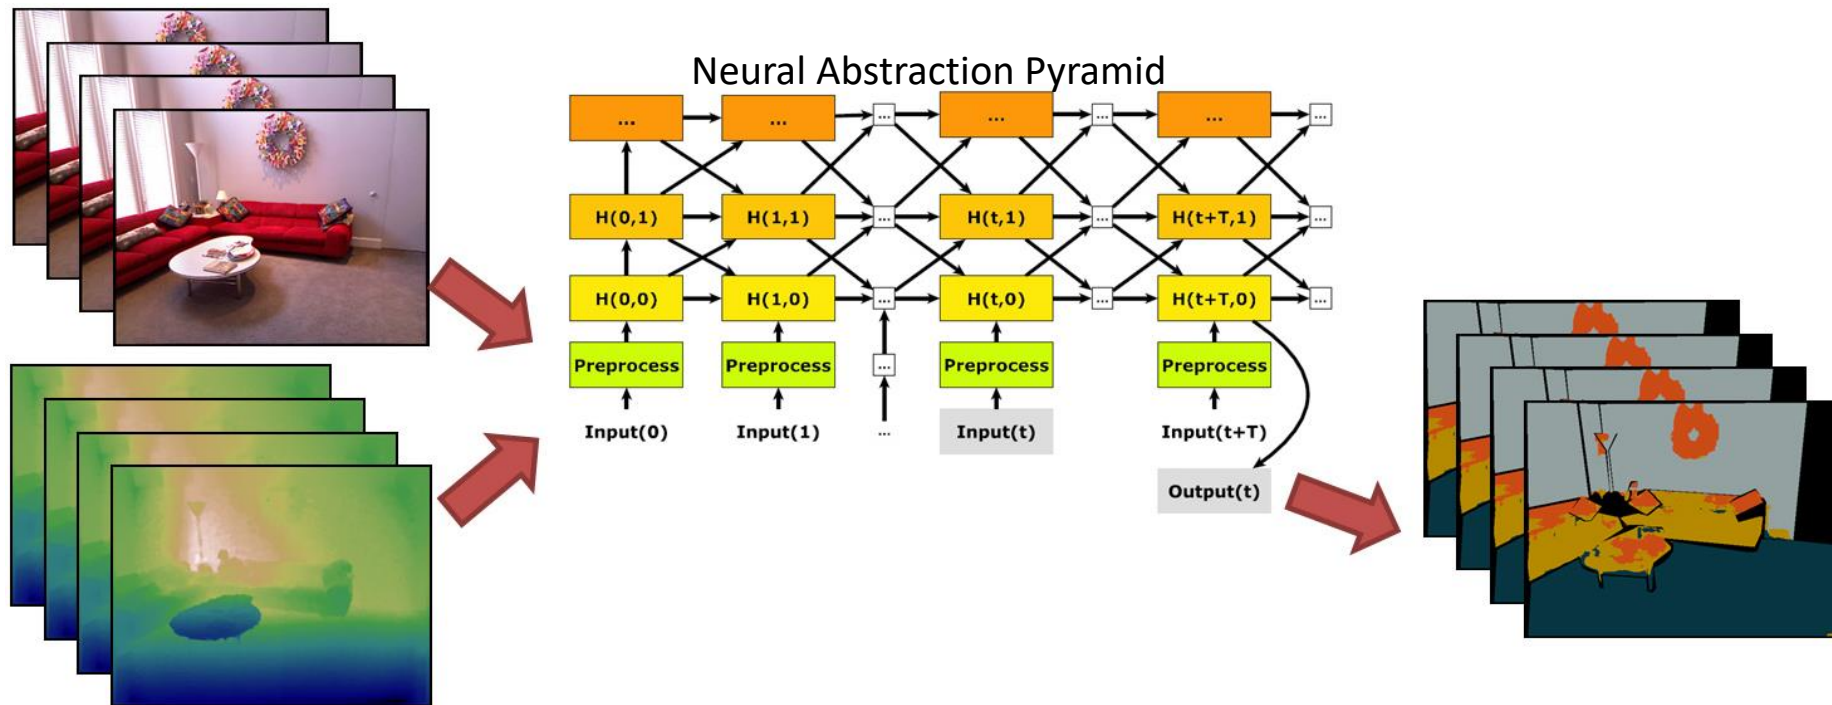 Neural Abstraction Pyramid
... ... ... ... ... ... ...
H(0,1) H(1,1) ... H(t,1) ... H(t+T,1) ...
H(0,0) H(1,0) ... H(t,0) ... H(t+T,0) ...
Preprocess Preprocess ... Preprocess Preprocess
Input(0) Input(1) ... Input(t) Input(t+T)
Output(t)